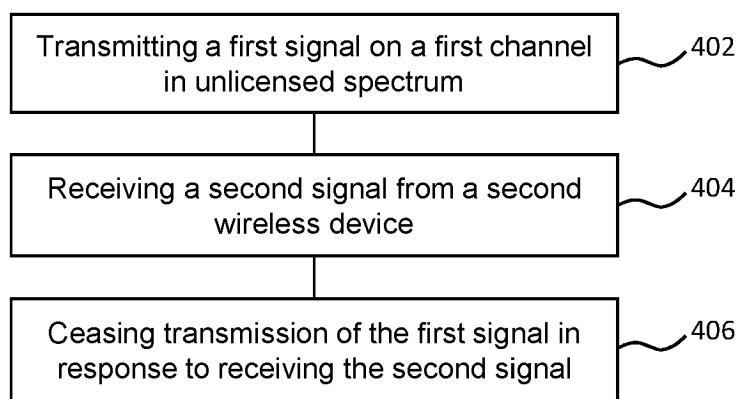 Transmitting a first signal on a first channel
in unlicensed spectrum
402
Receiving a second signal from a second
wireless device
404
Ceasing transmission of the first signal in
response to receiving the second signal
406